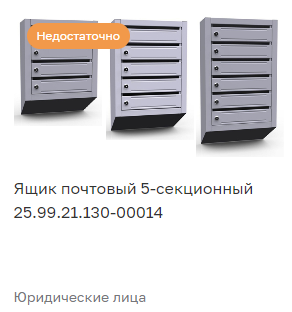 Недостаточно
Ящик почтовый 5-секционный
25.99.21.130-00014
Юридические лица